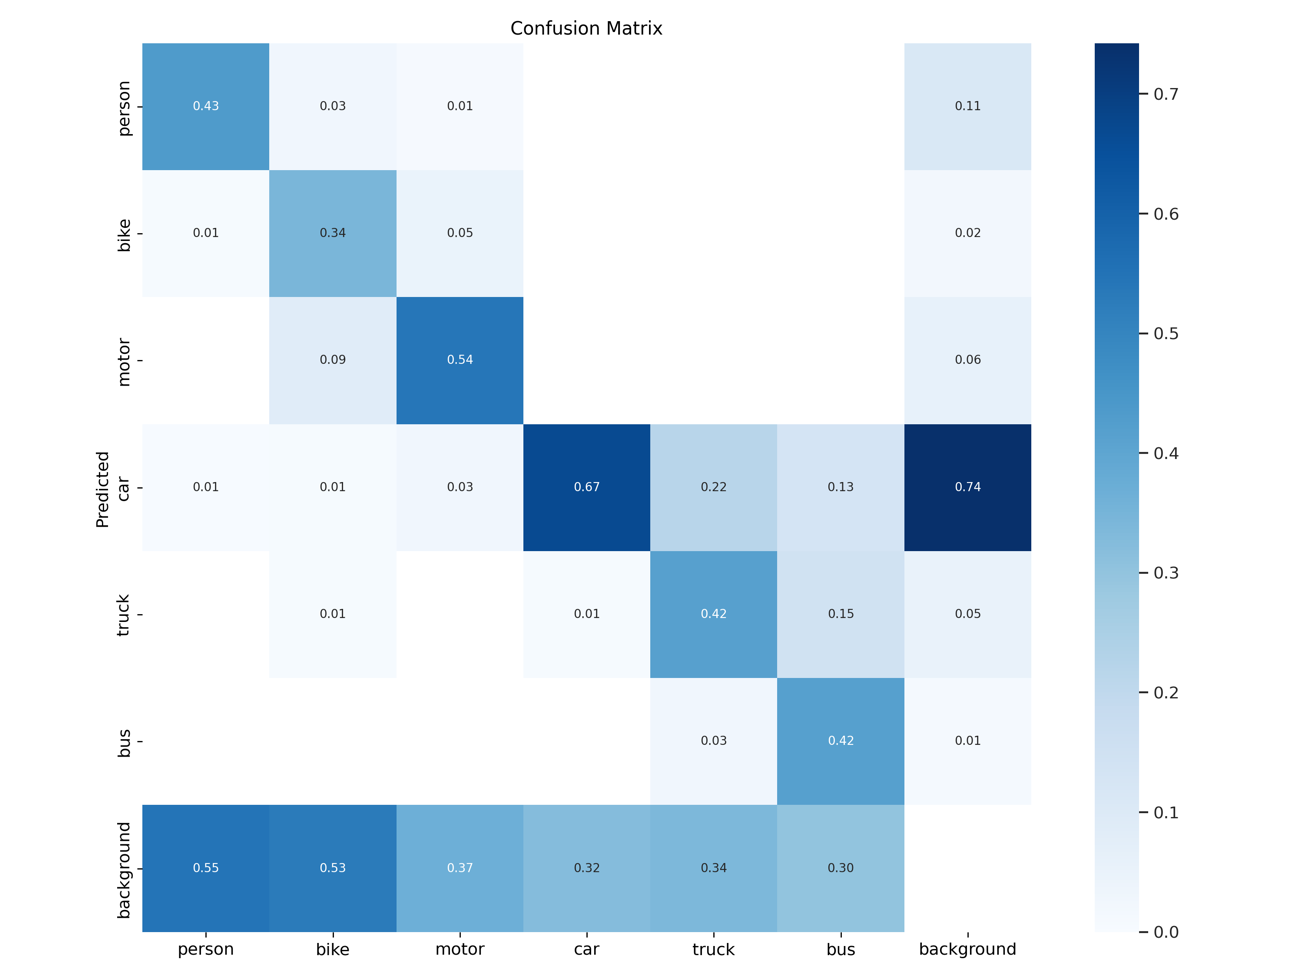 Confusion Matrix
person 0.43 0.03 0.01 0.11
bike 0.01 0.34 0.05 0.02
motor 0.09 0.54 0.06
Predicted
car 0.01 0.01 0.03 0.67 0.22 0.13 0.74
truck 0.01 0.01 0.42 0.15 0.05
bus 0.03 0.42 0.01
background 0.55 0.53 0.37 0.32 0.34 0.30
person bike motor car truck bus background
0.7
0.6
0.5
0.4
0.3
0.2
0.1
0.0